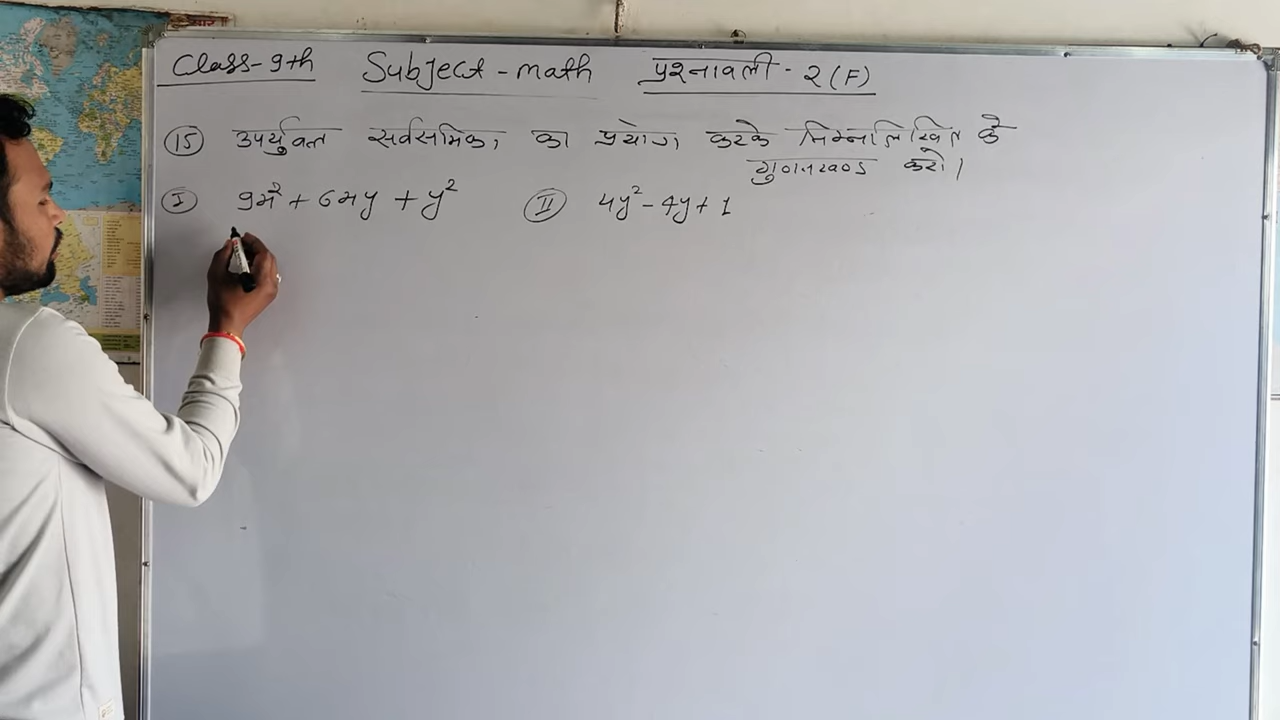 Class-9th Subject-math प्रश्नावली - 2(F)
15 उपर्युक्त सर्वसमिका का प्रयोग करके निम्नलिखित के
गुणनखण्ड करो।
I 9x² + 6xy + y² II 4y² - 4y + 1